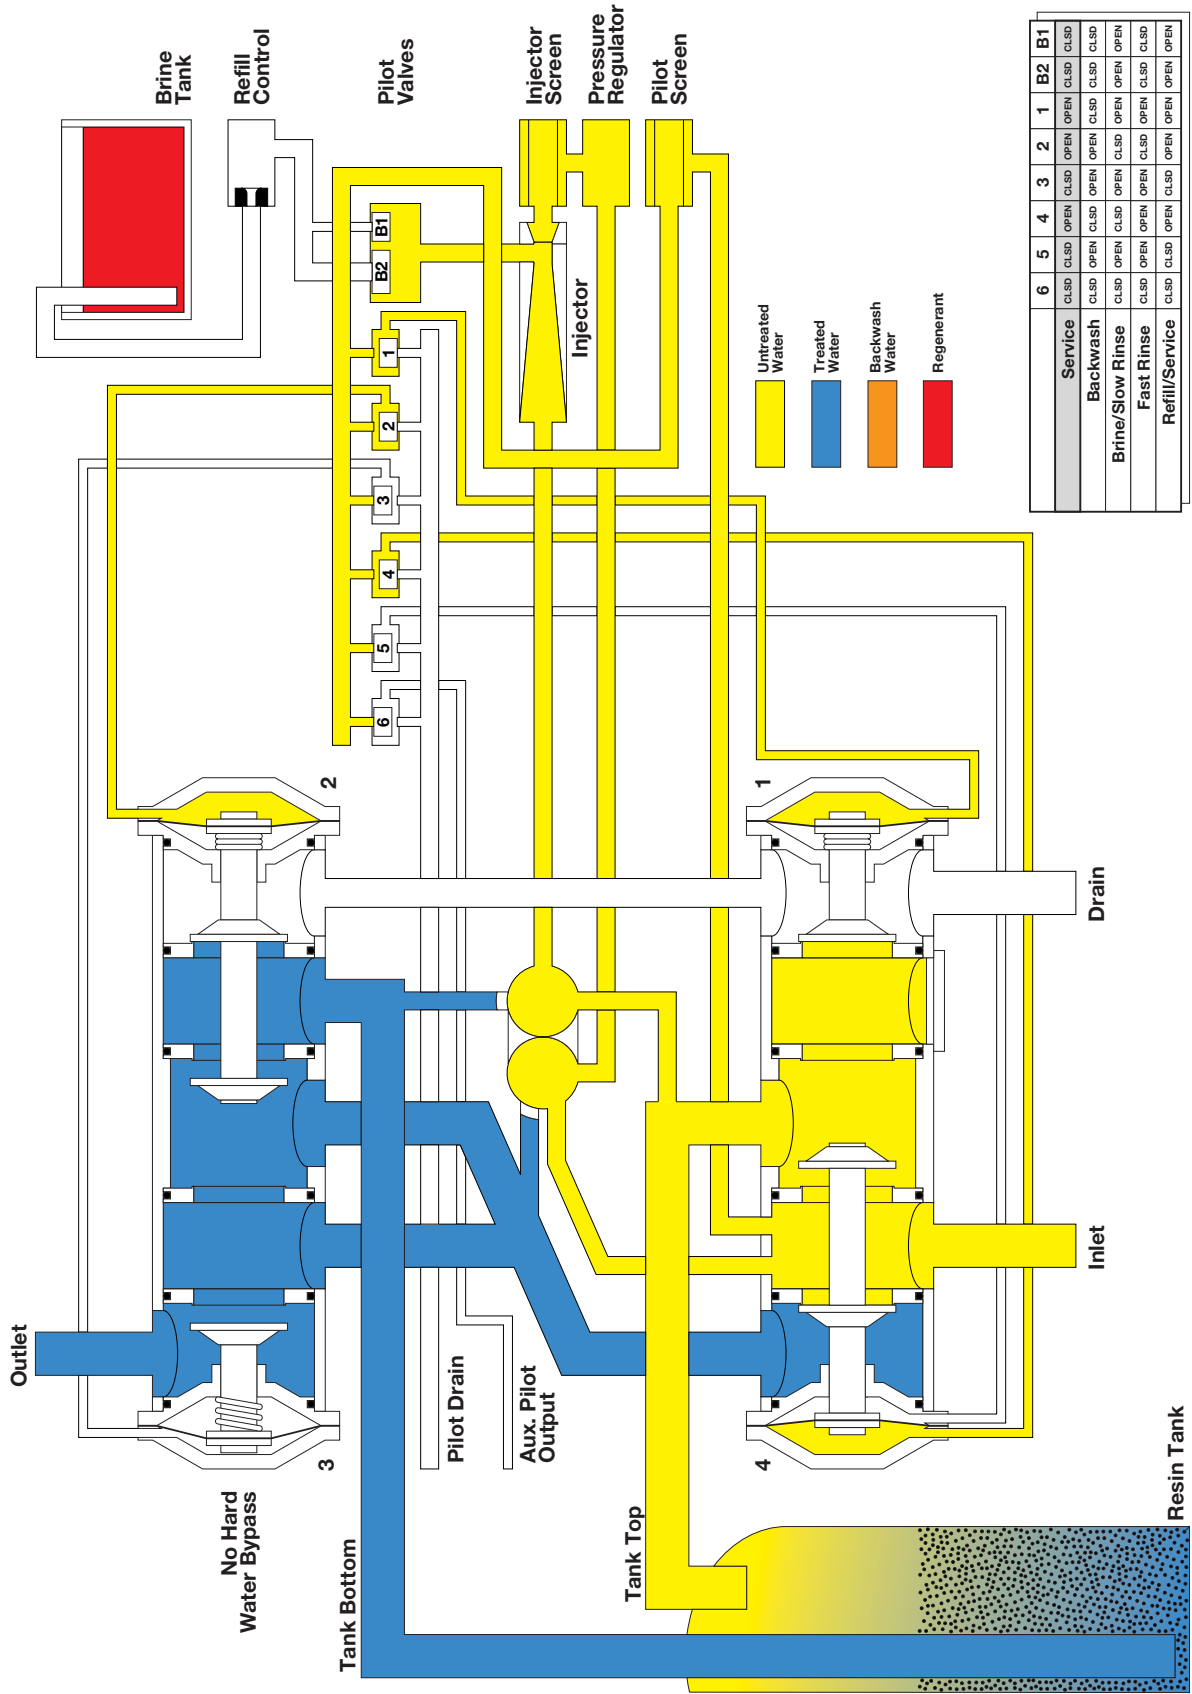 Outlet
No Hard
Water Bypass
3
2
Brine
Tank
Refill
Control
Pilot
Valves
6
5
4
3
2
1
B2
B1
Tank Bottom
Pilot Drain
Aux. Pilot
Output
Injector
Injector
Screen
Pressure
Regulator
Pilot
Screen
Tank Top
4
1
Untreated
Water
Treated
Water
Backwash
Water
Regenerant
Resin Tank
Inlet
Drain
6 5 4 3 2 1 B2 B1
Service CLSD CLSD OPEN CLSD OPEN OPEN CLSD CLSD
Backwash CLSD OPEN CLSD OPEN OPEN CLSD CLSD CLSD
Brine/Slow Rinse CLSD OPEN CLSD OPEN CLSD OPEN OPEN OPEN
Fast Rinse CLSD OPEN OPEN OPEN CLSD OPEN CLSD CLSD
Refill/Service CLSD CLSD OPEN CLSD OPEN OPEN OPEN OPEN